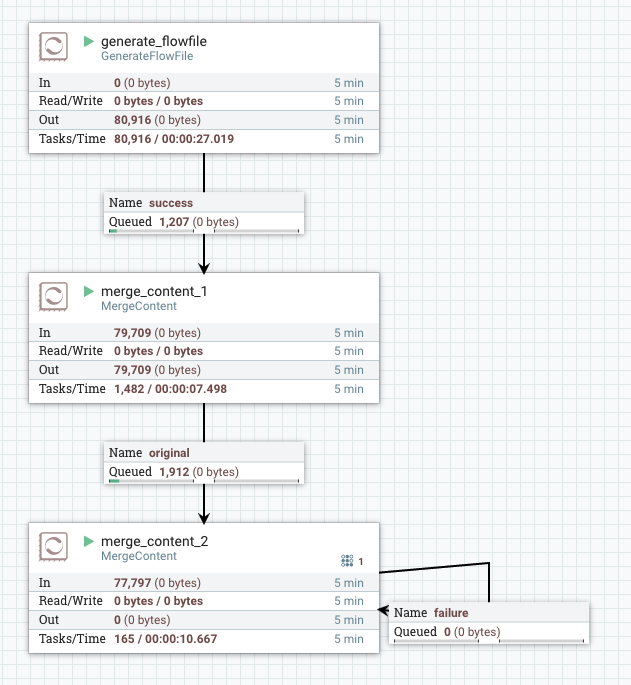 generate_flowfile
GenerateFlowFile
In 0 (0 bytes) 5 min
Read/Write 0 bytes / 0 bytes 5 min
Out 80,916 (0 bytes) 5 min
Tasks/Time 80,916 / 00:00:27.019 5 min
Name success
Queued 1,207 (0 bytes)
merge_content_1
MergeContent
In 79,709 (0 bytes) 5 min
Read/Write 0 bytes / 0 bytes 5 min
Out 79,709 (0 bytes) 5 min
Tasks/Time 1,482 / 00:00:07.498 5 min
Name original
Queued 1,912 (0 bytes)
merge_content_2
MergeContent
1
In 77,797 (0 bytes) 5 min
Read/Write 0 bytes / 0 bytes 5 min
Out 0 (0 bytes) 5 min
Tasks/Time 165 / 00:00:10.667 5 min
Name failure
Queued 0 (0 bytes)